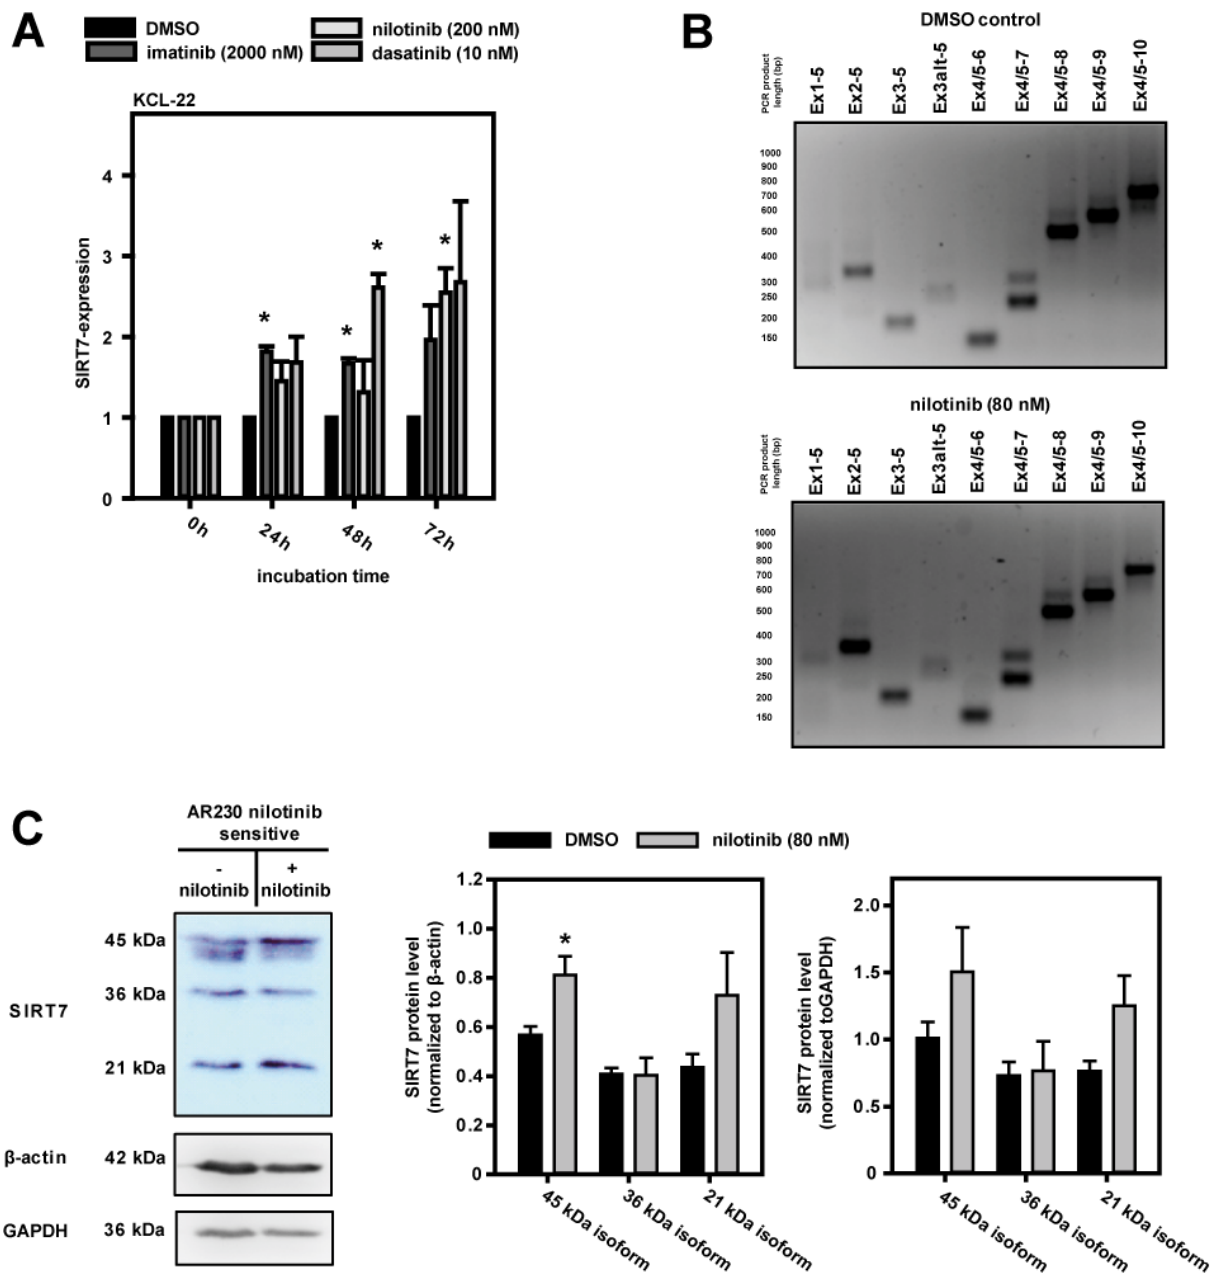 A
DMSO
imatinib (2000 nM)
nilotinib (200 nM)
dasatinib (10 nM)
KCL-22
SIRT7-expression
4
3
2
1
0
*
*
*
*
0h
24h
48h
72h
incubation time
B
DMSO control
PCR product
length (bp)
Ex1-5
Ex2-5
Ex3-5
Ex3alt-5
Ex4/5-6
Ex4/5-7
Ex4/5-8
Ex4/5-9
Ex4/5-10
1000
900
800
700
600
500
400
300
250
200
150
nilotinib (80 nM)
PCR product
length (bp)
Ex1-5
Ex2-5
Ex3-5
Ex3alt-5
Ex4/5-6
Ex4/5-7
Ex4/5-8
Ex4/5-9
Ex4/5-10
1000
900
800
700
600
500
400
300
250
200
150
C
AR230 nilotinib
sensitive
-
nilotinib
+
nilotinib
SIRT7
45 kDa
36 kDa
21 kDa
β-actin
42 kDa
GAPDH
36 kDa
DMSO
nilotinib (80 nM)
SIRT7 protein level
(normalized to β-actin)
1.2
1.0
0.8
0.6
0.4
0.2
0
*
45 kDa isoform
36 kDa isoform
21 kDa isoform
SIRT7 protein level
(normalized toGAPDH)
2.0
1.5
1.0
0.5
0
45 kDa isoform
36 kDa isoform
21 kDa isoform